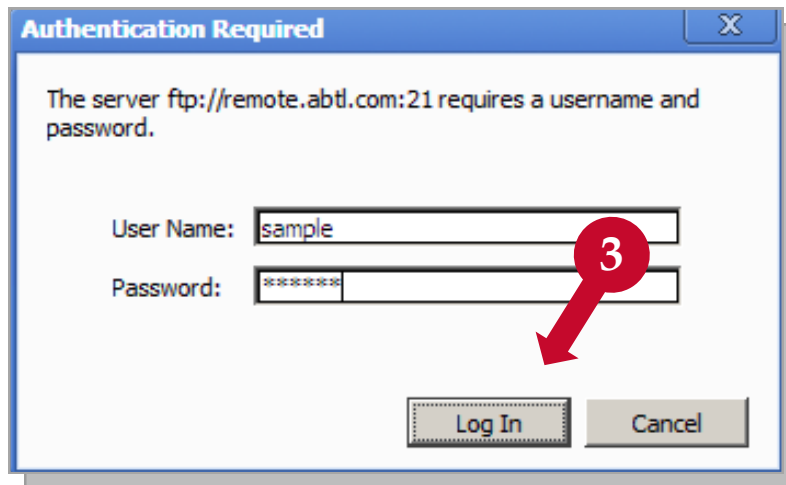 Authentication Required
X
The server ftp://remote.abtl.com:21 requires a username and
password.
User Name: sample
3
Password: ******
Log In Cancel